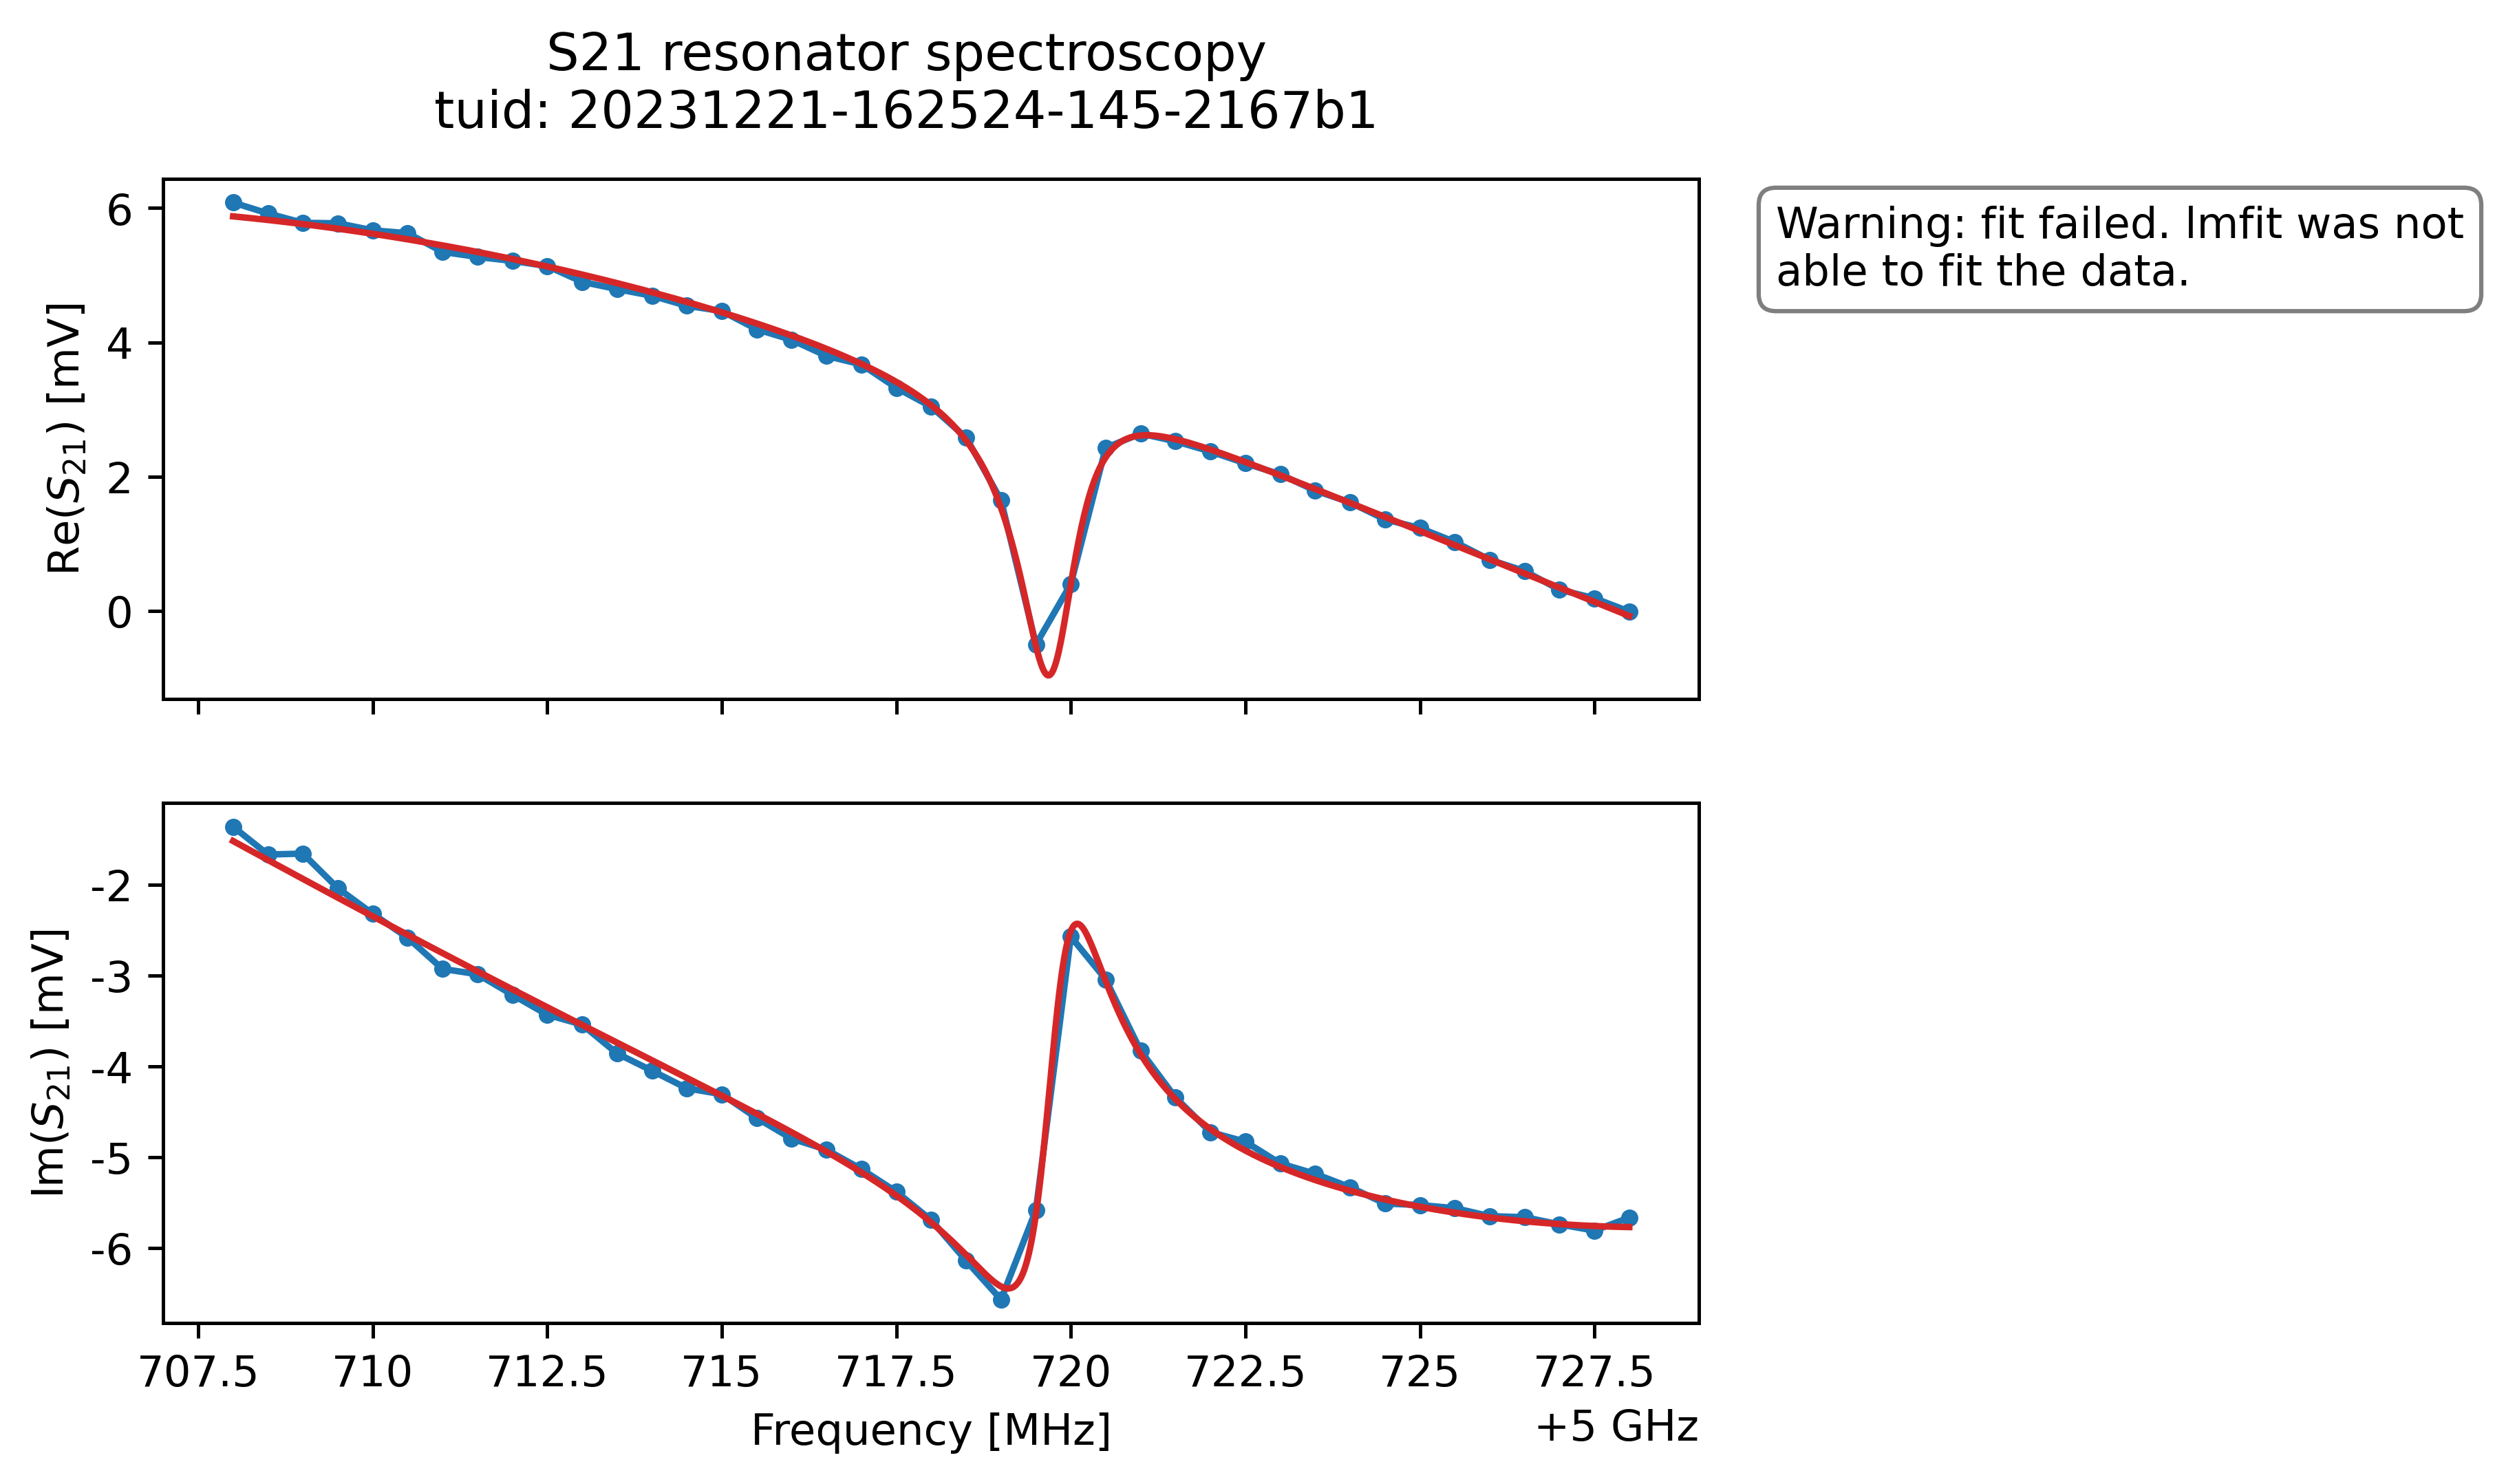 S21 resonator spectroscopy
tuid: 20231221-162524-145-2167b1
Warning: fit failed. lmfit was not
able to fit the data.
6
4
2
0
Re(S21) [mV]
-2
-3
-4
-5
-6
Im(S21) [mV]
707.5 710 712.5 715 717.5 720 722.5 725 727.5
Frequency [MHz]
+5 GHz